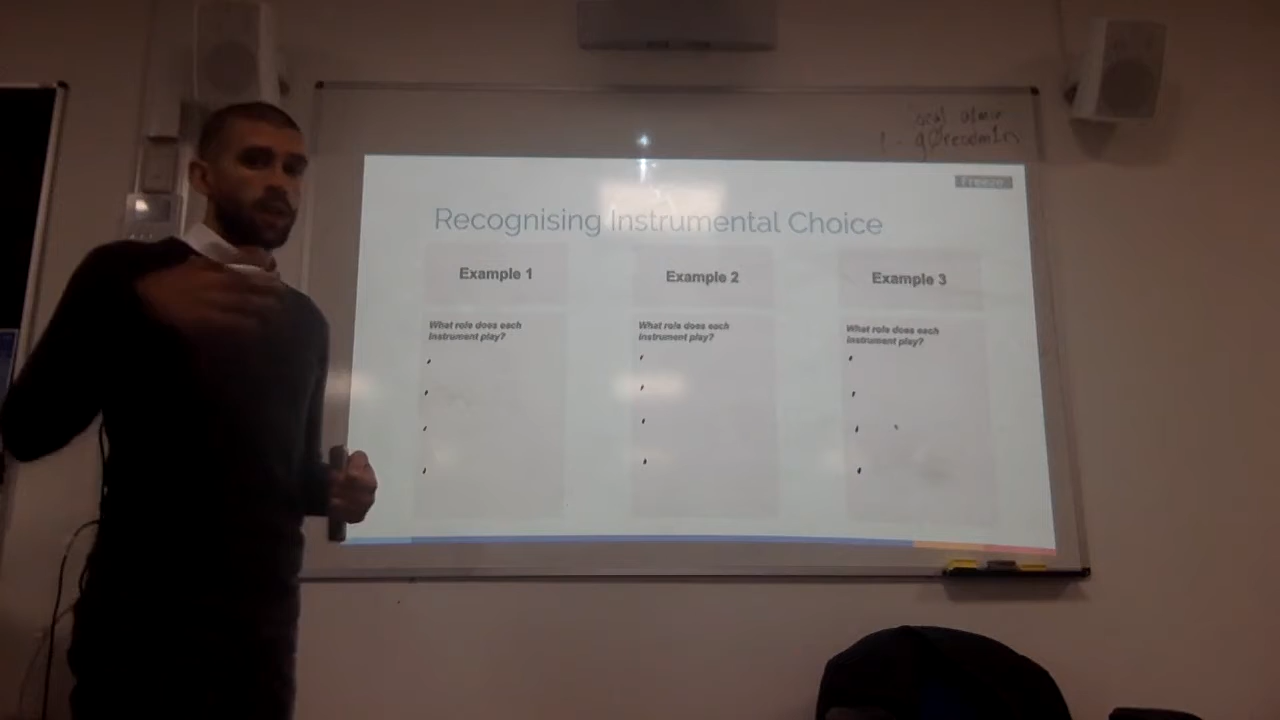 Freeze
Recognising Instrumental Choice
Example 1
Example 2
Example 3
What role does each
instrument play?
What role does each
instrument play?
What role does each
instrument play?